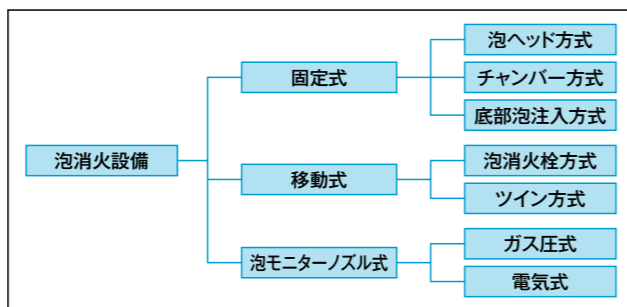 泡消火設備
固定式
泡ヘッド方式
チャンバー方式
底部泡注入方式
移動式
泡消火栓方式
ツイン方式
泡モニターノズル式
ガス圧式
電気式